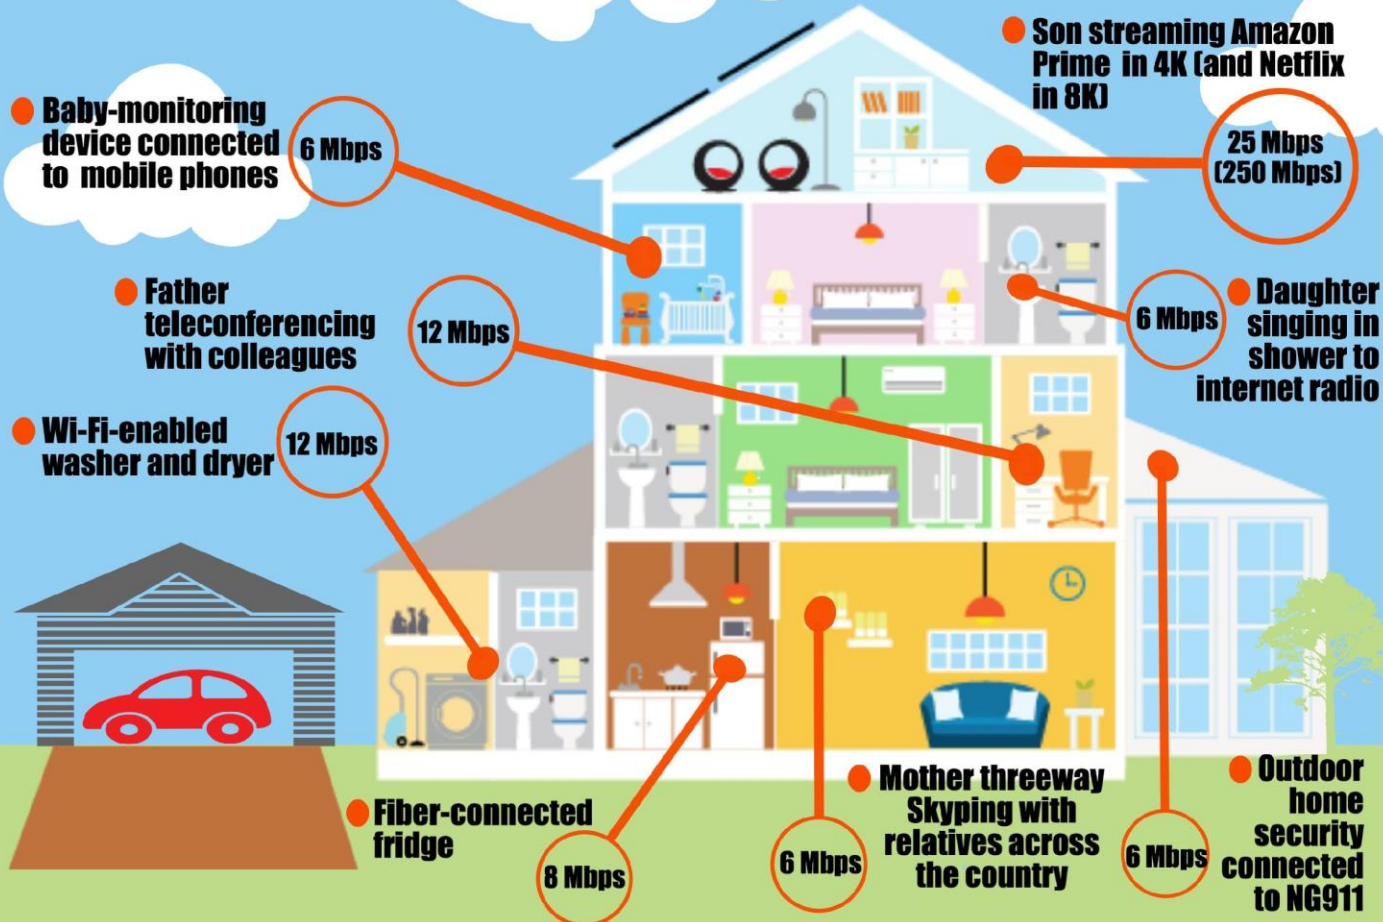 Son streaming Amazon
Prime in 4K (and Netflix
in 8K)
25 Mbps
(250 Mbps)
Baby-monitoring
device connected
to mobile phones
6 Mbps
Father
teleconferencing
with colleagues
12 Mbps
Daughter
singing in
shower to
internet radio
6 Mbps
Wi-Fi-enabled
washer and dryer
12 Mbps
Fiber-connected
fridge
8 Mbps
Mother threeway
Skyping with
relatives across
the country
6 Mbps
Outdoor
home
security
connected
to NG911
6 Mbps